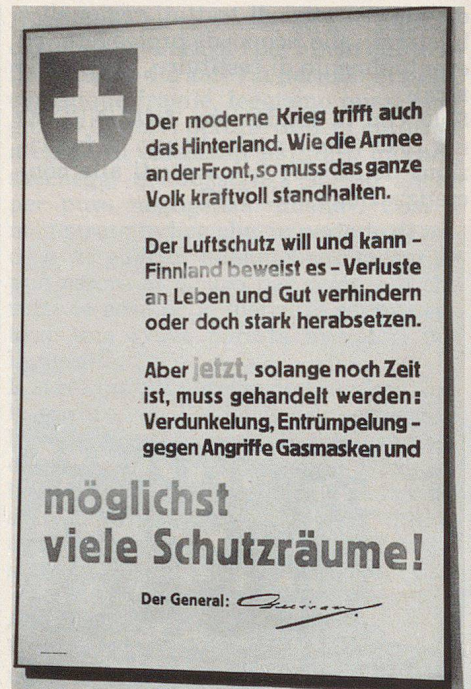 Der moderne Krieg trifft auch
das Hinterland. Wie die Armee
an der Front, so muss das ganze
Volk kraftvoll standhalten.
Der Luftschutz will und kann –
Finnland beweist es – Verluste
an Leben und Gut verhindern
oder doch stark herabsetzen.
Aber jetzt, solange noch Zeit
ist, muss gehandelt werden:
Verdunkelung, Entrümpelung –
gegen Angriffe Gasmasken und
möglichst
viele Schutzräume!
Der General: